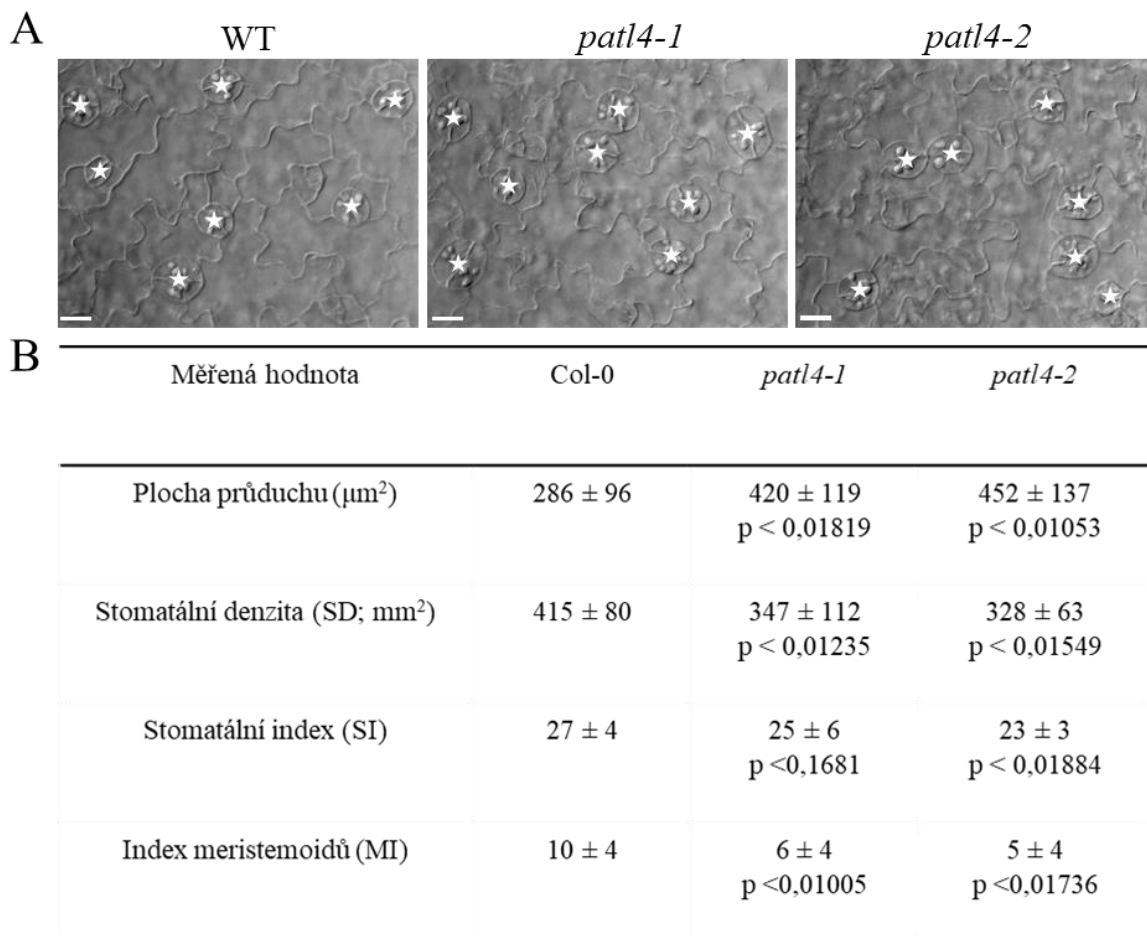 A
WT patl4-1 patl4-2
B
Měřená hodnota Col-0 patl4-1 patl4-2
Plocha průduchu (μm²) 286 ± 96 420 ± 119 452 ± 137
p < 0,01819 p < 0,01053
Stomatální denzita (SD; mm²) 415 ± 80 347 ± 112 328 ± 63
p < 0,01235 p < 0,01549
Stomatální index (SI) 27 ± 4 25 ± 6 23 ± 3
p <0,1681 p < 0,01884
Index meristemoidů (MI) 10 ± 4 6 ± 4 5 ± 4
p <0,01005 p <0,01736